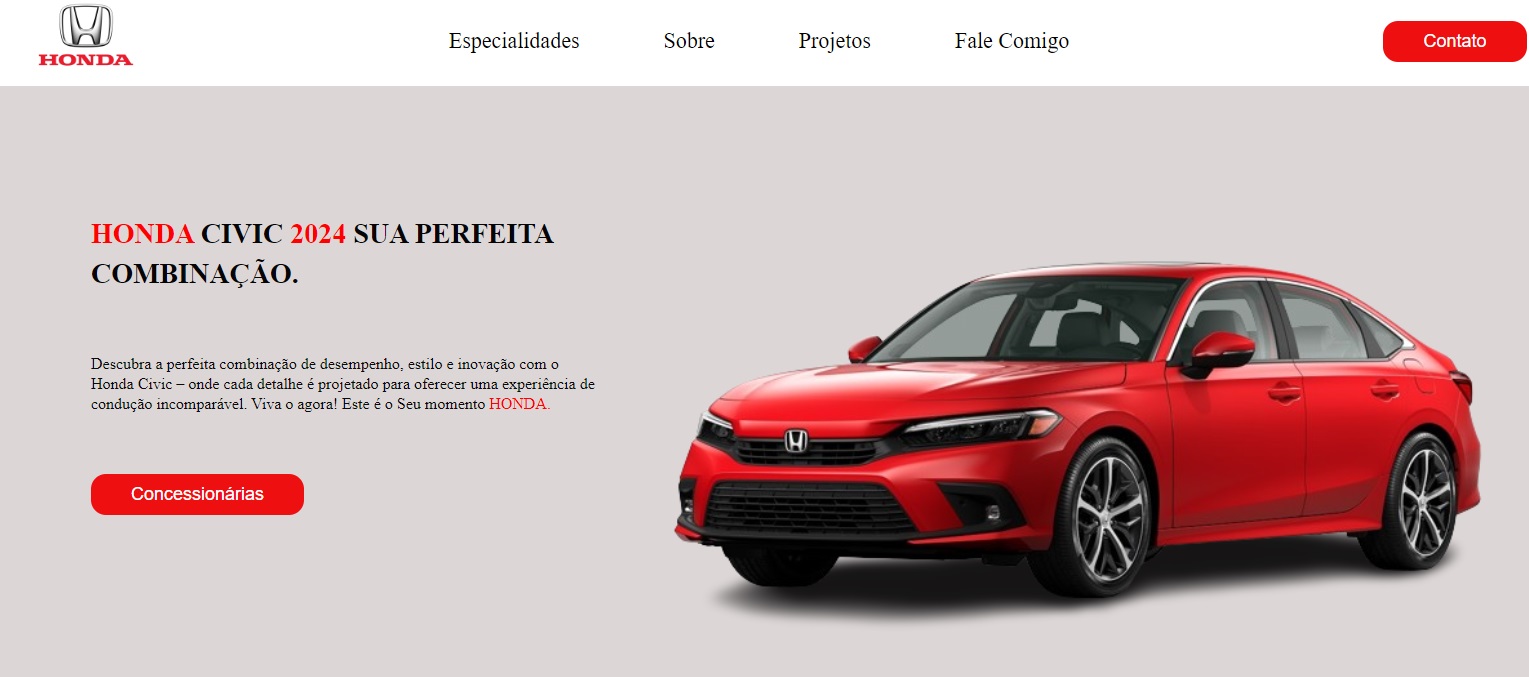 HONDA
Especialidades
Sobre
Projetos
Fale Comigo
Contato
HONDA CIVIC 2024 SUA PERFEITA
COMBINAÇÃO.
Descubra a perfeita combinação de desempenho, estilo e inovação com o
Honda Civic – onde cada detalhe é projetado para oferecer uma experiência de
condução incomparável. Viva o agora! Este é o Seu momento HONDA.
Concessionárias